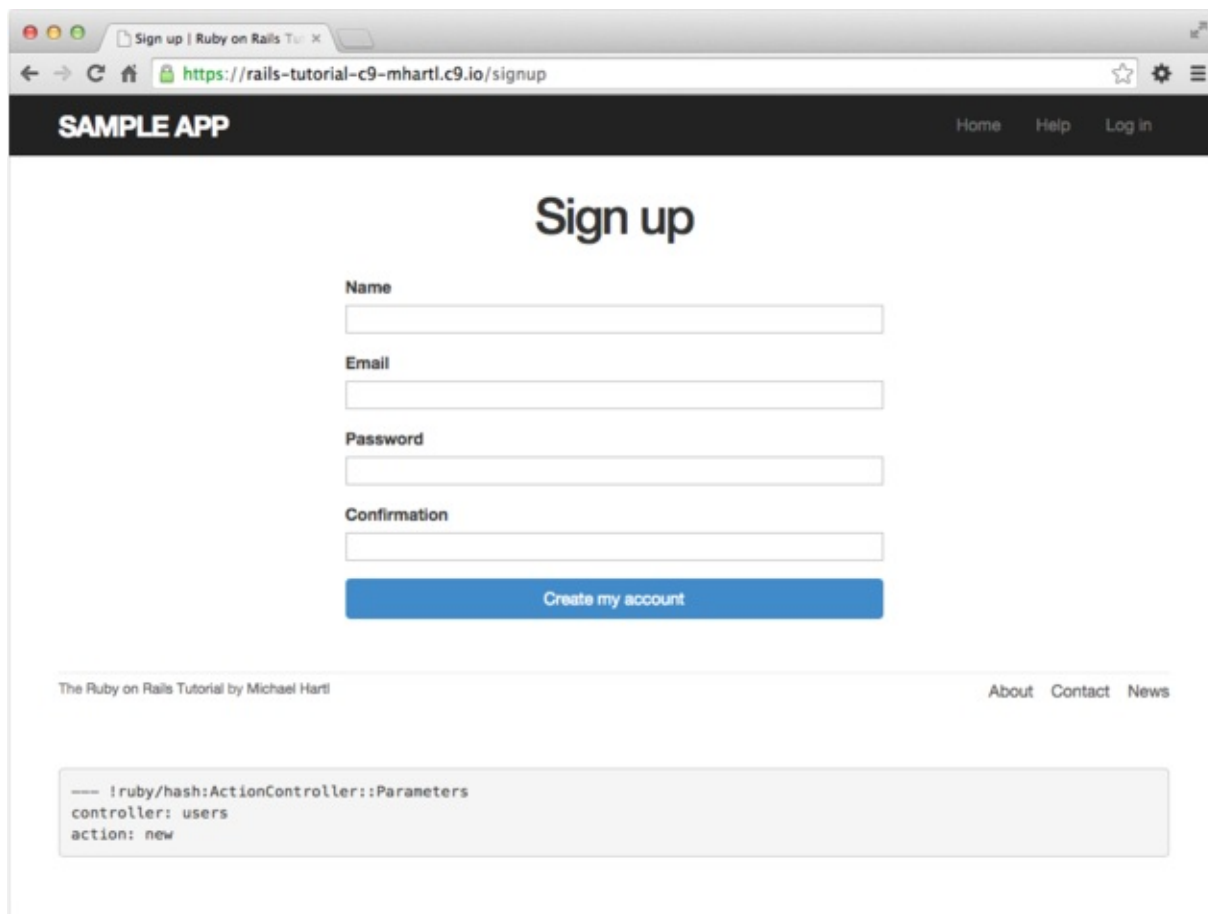 Sign up | Ruby on Rails Tu
https://rails-tutorial-c9-mhartl.c9.io/signup
SAMPLE APP
Home Help Log in
Sign up
Name
Email
Password
Confirmation
Create my account
The Ruby on Rails Tutorial by Michael Hartl
About Contact News
--- !ruby/hash:ActionController::Parameters
controller: users
action: new